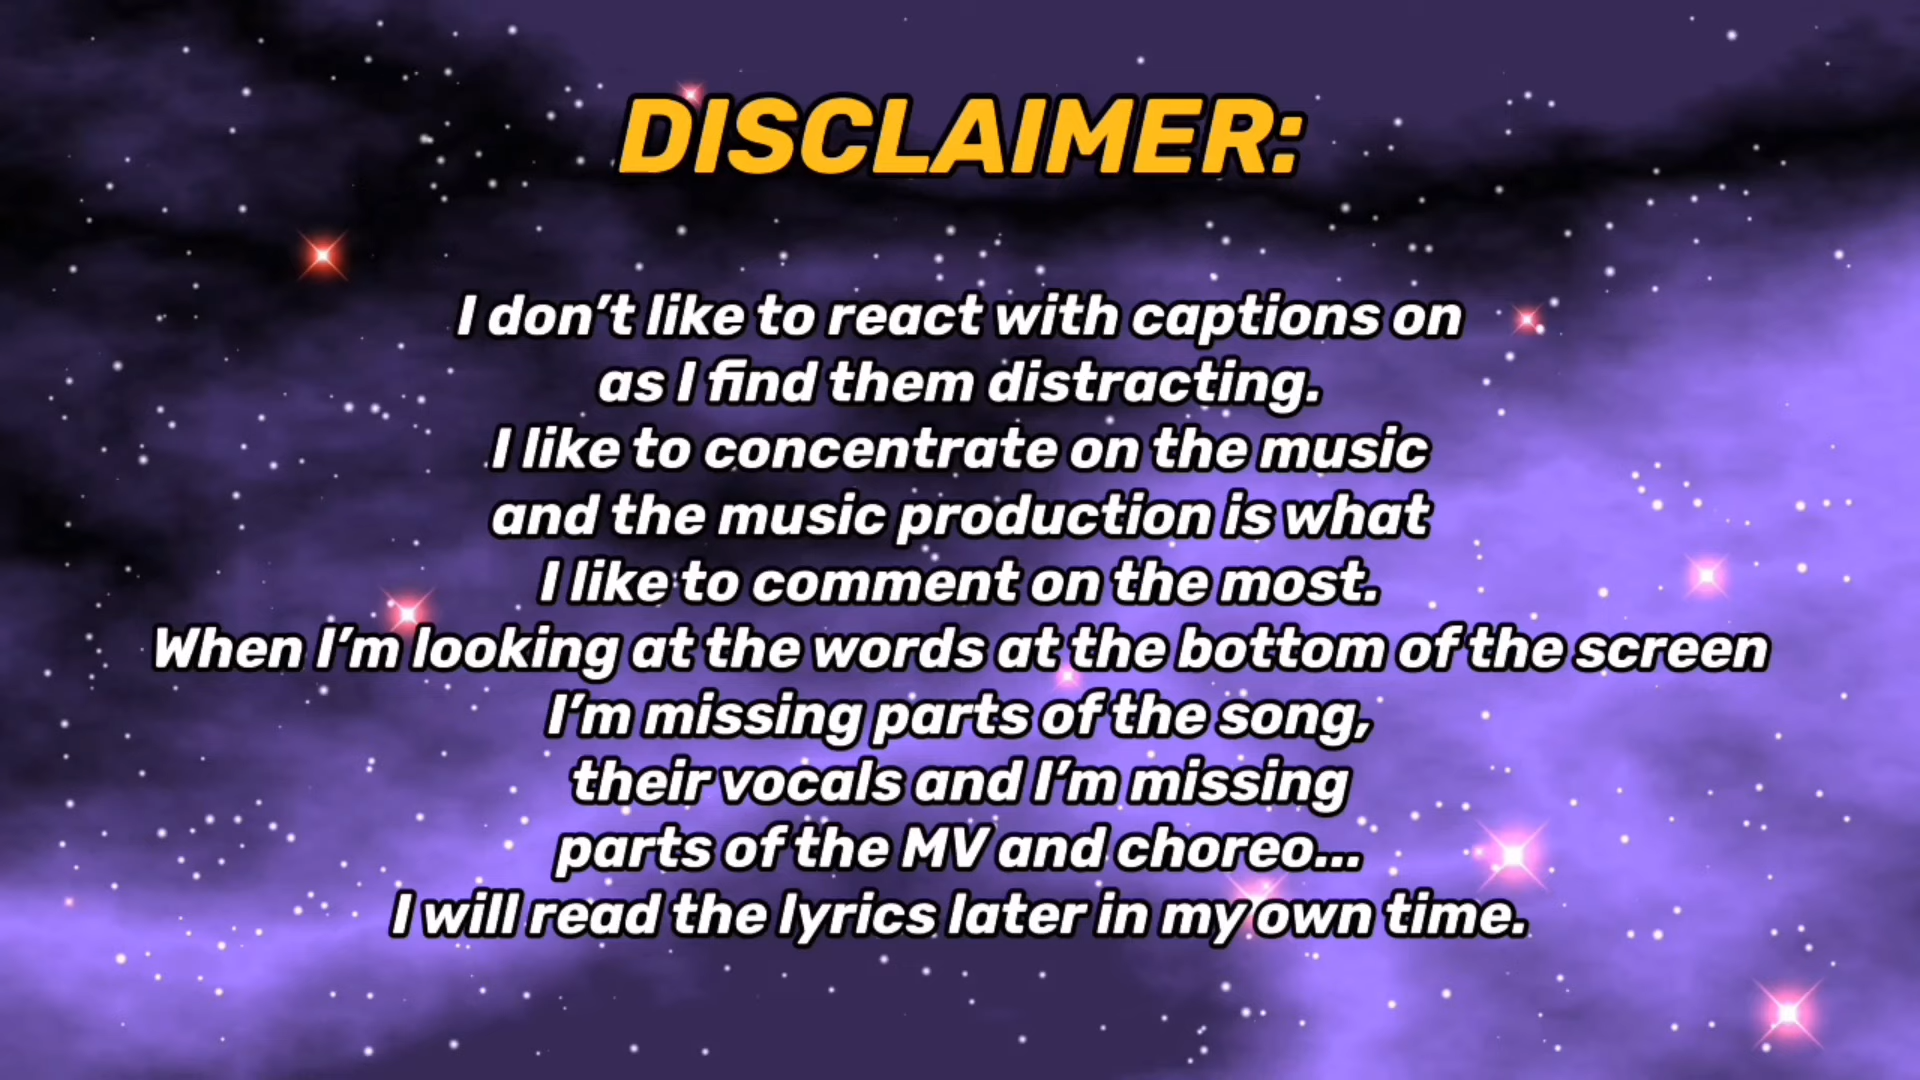 DISCLAIMER:
I don’t like to react with captions on
as I find them distracting.
I like to concentrate on the music
and the music production is what
I like to comment on the most.
When I’m looking at the words at the bottom of the screen
I’m missing parts of the song,
their vocals and I’m missing
parts of the MV and choreo...
I will read the lyrics later in my own time.